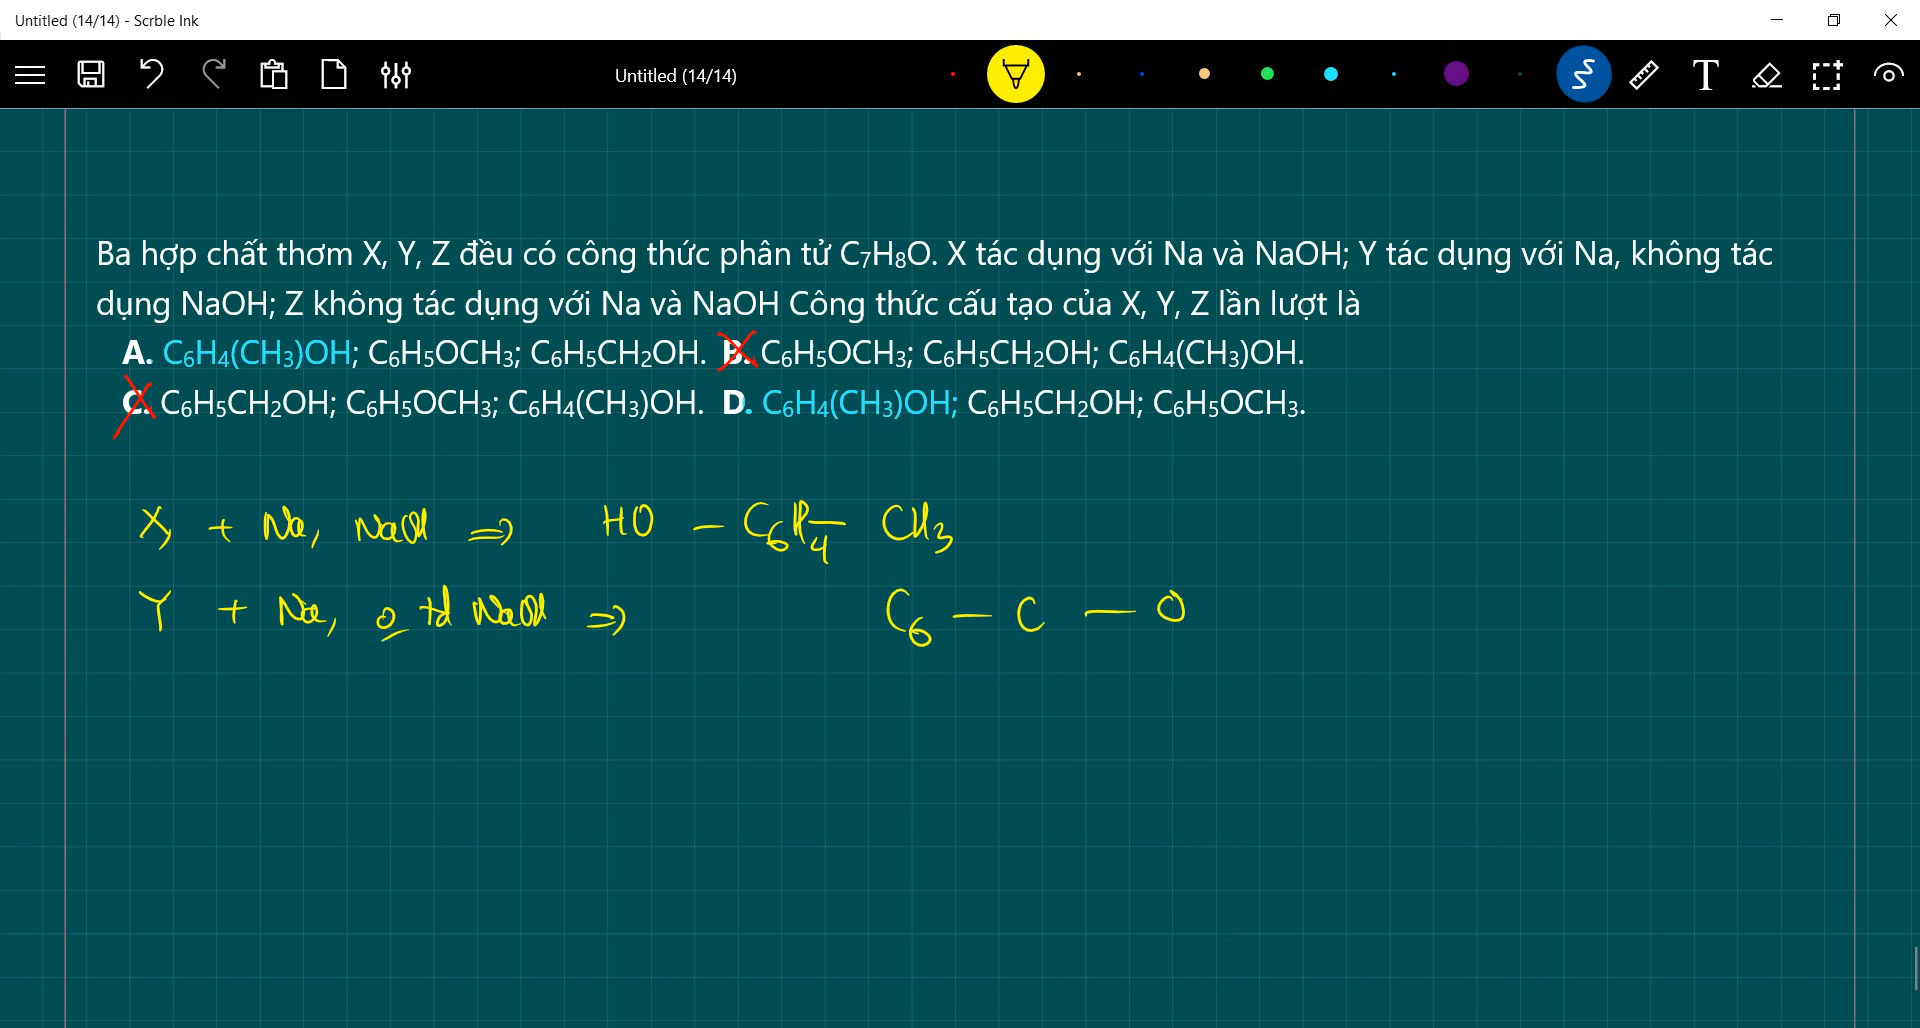 Untitled (14/14) - Scrble Ink
Untitled (14/14)
T
Ba hợp chất thơm X, Y, Z đều có công thức phân tử C₇H₈O. X tác dụng với Na và NaOH; Y tác dụng với Na, không tác
dụng NaOH; Z không tác dụng với Na và NaOH Công thức cấu tạo của X, Y, Z lần lượt là
A. C₆H₄(CH₃)OH; C₆H₅OCH₃; C₆H₅CH₂OH. B. C₆H₅OCH₃; C₆H₅CH₂OH; C₆H₄(CH₃)OH.
C. C₆H₅CH₂OH; C₆H₅OCH₃; C₆H₄(CH₃)OH. D. C₆H₄(CH₃)OH; C₆H₅CH₂OH; C₆H₅OCH₃.
X + Na, NaOH ⇒ HO – C₆H₄ – CH₃
Y + Na, o td NaOH ⇒ C₆ – C – O